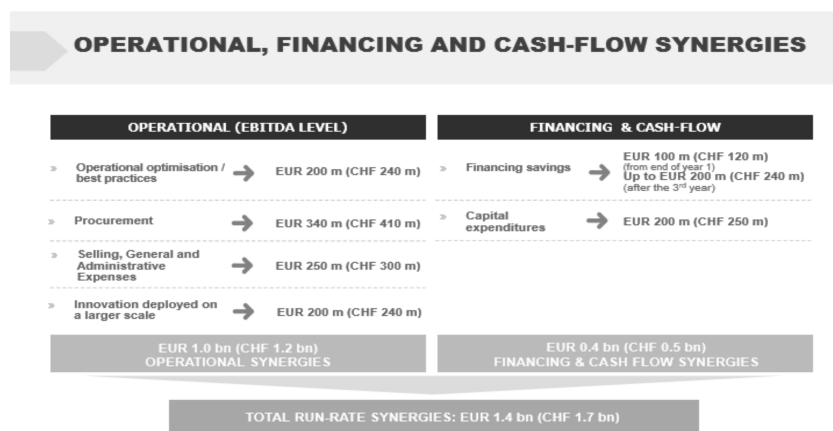 OPERATIONAL, FINANCING AND CASH-FLOW SYNERGIES
OPERATIONAL (EBITDA LEVEL)
» Operational optimisation /
best practices
EUR 200 m (CHF 240 m)
» Procurement
EUR 340 m (CHF 410 m)
» Selling, General and
Administrative
Expenses
EUR 250 m (CHF 300 m)
» Innovation deployed on
a larger scale
EUR 200 m (CHF 240 m)
EUR 1.0 bn (CHF 1.2 bn)
OPERATIONAL SYNERGIES
FINANCING & CASH-FLOW
» Financing savings
EUR 100 m (CHF 120 m)
(from end of year 1)
Up to EUR 200 m (CHF 240 m)
(after the 3rd year)
» Capital
expenditures
EUR 200 m (CHF 250 m)
EUR 0.4 bn (CHF 0.5 bn)
FINANCING & CASH FLOW SYNERGIES
TOTAL RUN-RATE SYNERGIES: EUR 1.4 bn (CHF 1.7 bn)